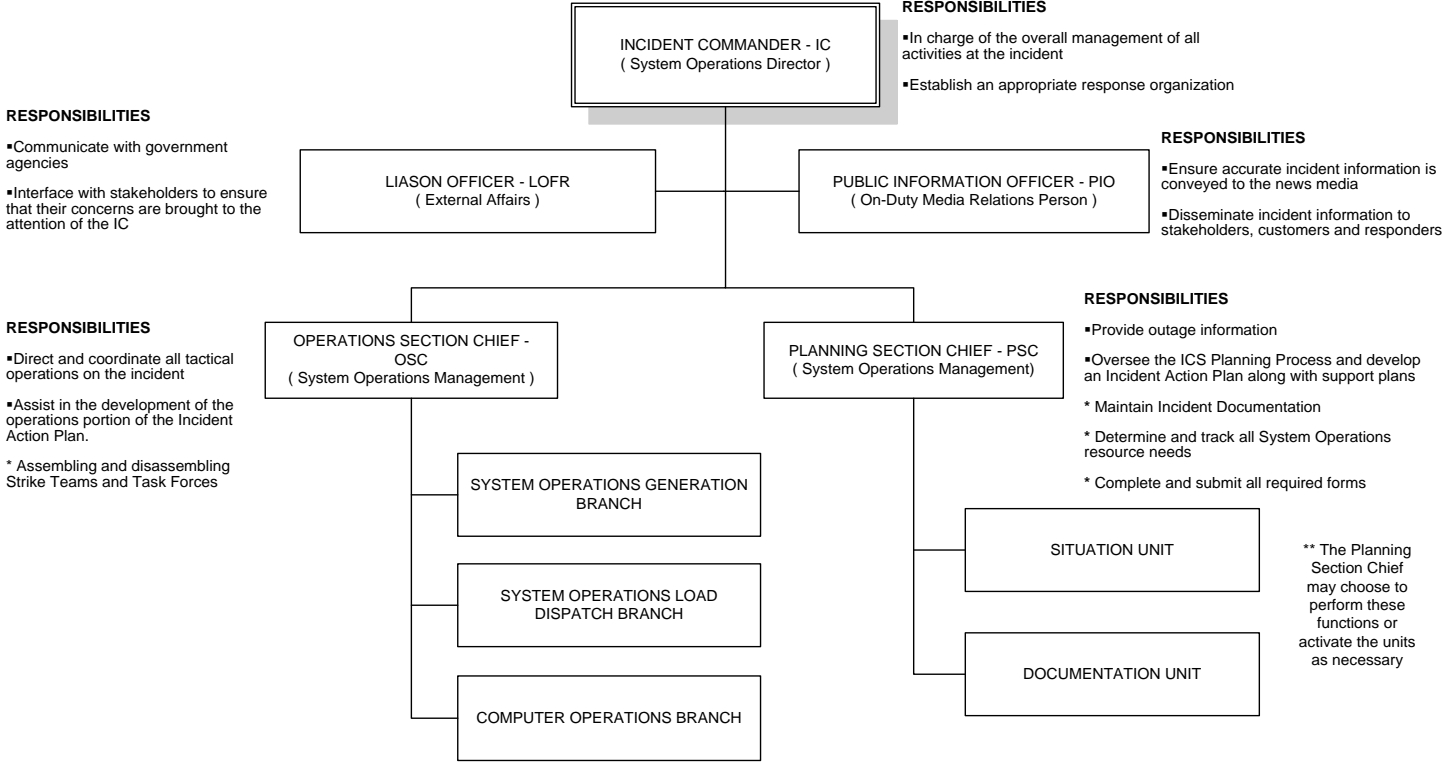 INCIDENT COMMANDER - IC
( System Operations Director )
RESPONSIBILITIES
▪In charge of the overall management of all
activities at the incident
▪Establish an appropriate response organization
RESPONSIBILITIES
▪Communicate with government
agencies
▪Interface with stakeholders to ensure
that their concerns are brought to the
attention of the IC
LIASON OFFICER - LOFR
( External Affairs )
PUBLIC INFORMATION OFFICER - PIO
( On-Duty Media Relations Person )
RESPONSIBILITIES
▪Ensure accurate incident information is
conveyed to the news media
▪Disseminate incident information to
stakeholders, customers and responders
RESPONSIBILITIES
▪Direct and coordinate all tactical
operations on the incident
▪Assist in the development of the
operations portion of the Incident
Action Plan.
* Assembling and disassembling
Strike Teams and Task Forces
OPERATIONS SECTION CHIEF -
OSC
( System Operations Management )
PLANNING SECTION CHIEF - PSC
( System Operations Management)
RESPONSIBILITIES
▪Provide outage information
▪Oversee the ICS Planning Process and develop
an Incident Action Plan along with support plans
* Maintain Incident Documentation
* Determine and track all System Operations
resource needs
* Complete and submit all required forms
SYSTEM OPERATIONS GENERATION
BRANCH
SYSTEM OPERATIONS LOAD
DISPATCH BRANCH
COMPUTER OPERATIONS BRANCH
SITUATION UNIT
DOCUMENTATION UNIT
** The Planning
Section Chief
may choose to
perform these
functions or
activate the units
as necessary